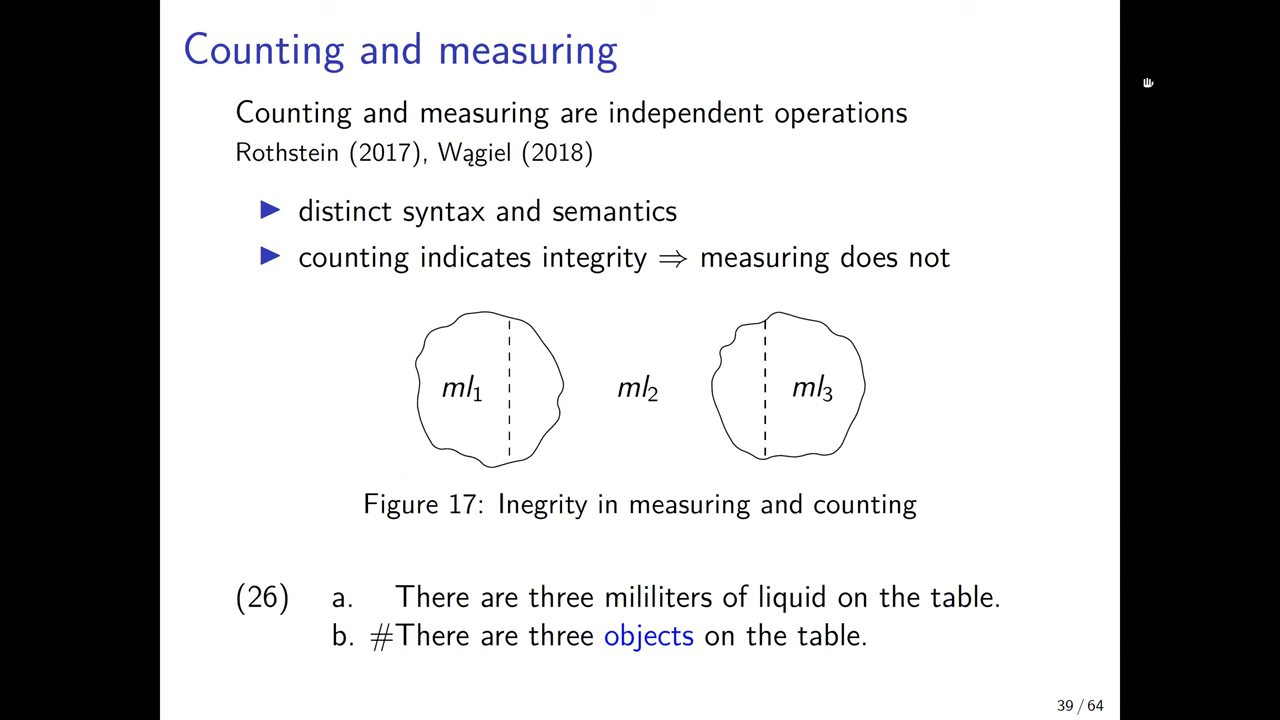 Counting and measuring
Counting and measuring are independent operations
Rothstein (2017), Wągiel (2018)
▶ distinct syntax and semantics
▶ counting indicates integrity ⇒ measuring does not
ml₁ ml₂ ml₃
Figure 17: Inegrity in measuring and counting
(26) a. There are three mililiters of liquid on the table.
b. #There are three objects on the table.
39 / 64